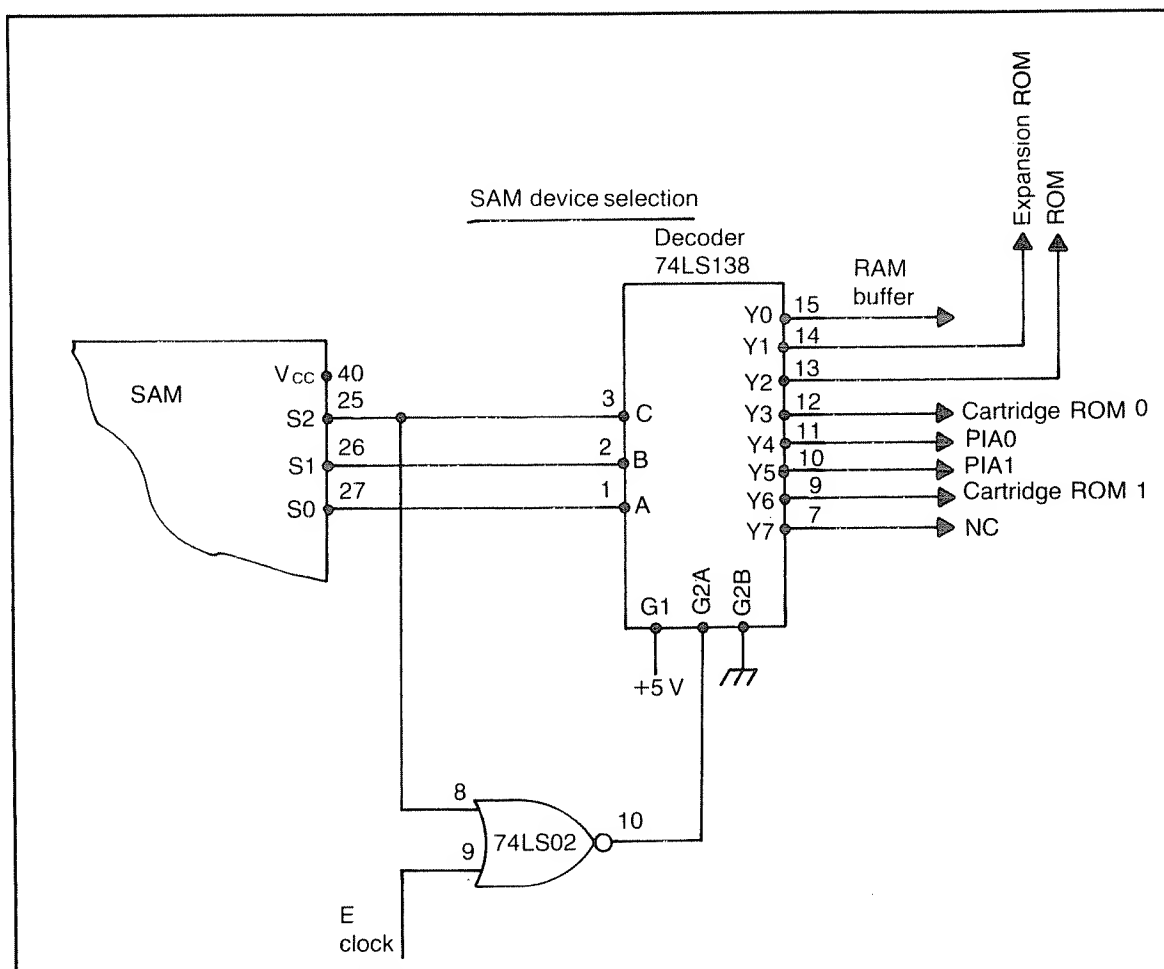 Expansion ROM
ROM
SAM device selection
Decoder
74LS138
RAM
buffer
SAM
VCC 40
S2 25
S1 26
S0 27
3 C
2 B
1 A
Y0 15
Y1 14
Y2 13
Y3 12 Cartridge ROM 0
Y4 11 PIA0
Y5 10 PIA1
Y6 9 Cartridge ROM 1
Y7 7 NC
G1 G2A G2B
+5 V
8
9
74LS02
10
E
clock